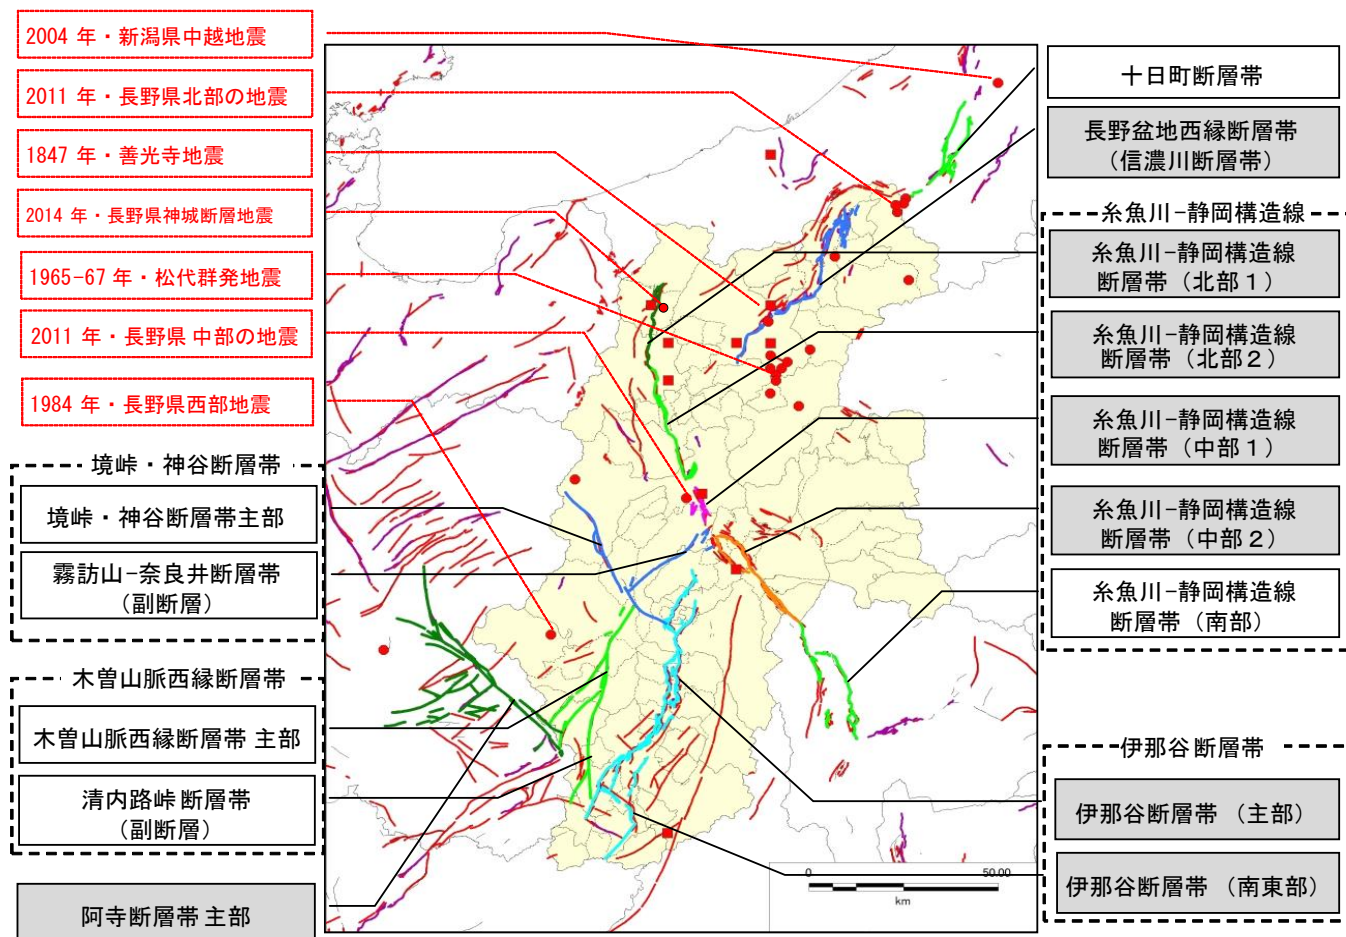 2004 年・新潟県中越地震
2011 年・長野県北部の地震
1847 年・善光寺地震
2014 年・長野県神城断層地震
1965-67 年・松代群発地震
2011 年・長野県 中部の地震
1984 年・長野県西部地震
境峠・神谷断層帯
境峠・神谷断層帯主部
霧訪山-奈良井断層帯
(副断層)
木曽山脈西縁断層帯
木曽山脈西縁断層帯 主部
清内路峠 断層帯
(副断層)
阿寺断層帯 主部
十日町断層帯
長野盆地西縁断層帯
(信濃川断層帯)
糸魚川-静岡構造線
糸魚川-静岡構造線
断層帯(北部1)
糸魚川-静岡構造線
断層帯(北部2)
糸魚川-静岡構造線
断層帯(中部1)
糸魚川-静岡構造線
断層帯(中部2)
糸魚川-静岡構造線
断層帯(南部)
伊那谷断層帯
伊那谷断層帯 (主部)
伊那谷断層帯 (南東部)
0 50.00
km